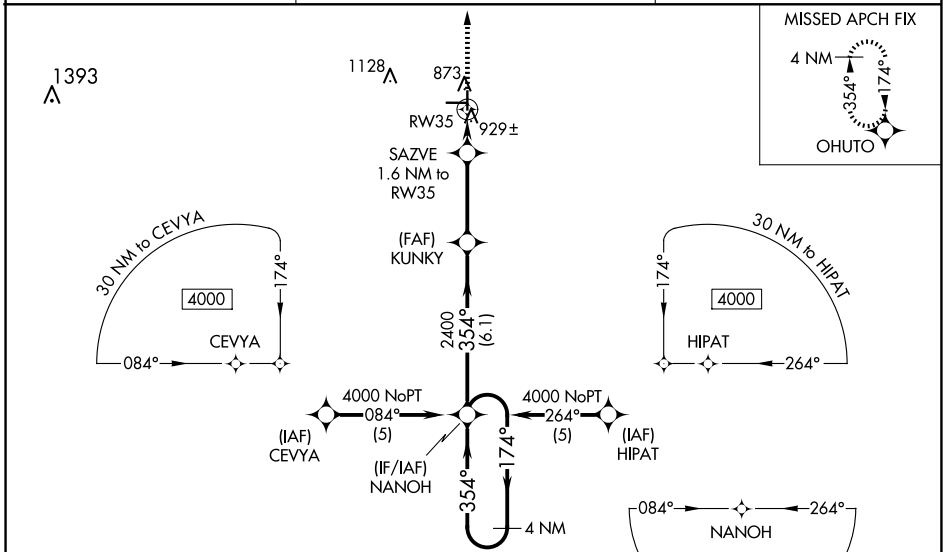 MISSED APCH FIX
4 NM
354°
174°
OHUTO
1393
1128
873
RW35
929±
SAZVE
1.6 NM to
RW35
(FAF)
KUNKY
30 NM to CEVYA
174°
4000
CEVYA
084°
30 NM to HIPAT
174°
4000
HIPAT
264°
2400
354°
(6.1)
4000 NoPT
084°
(5)
(IAF)
CEVYA
4000 NoPT
264°
(5)
(IAF)
HIPAT
(IF/IAF)
NANOH
354°
174°
4 NM
084°
264°
NANOH